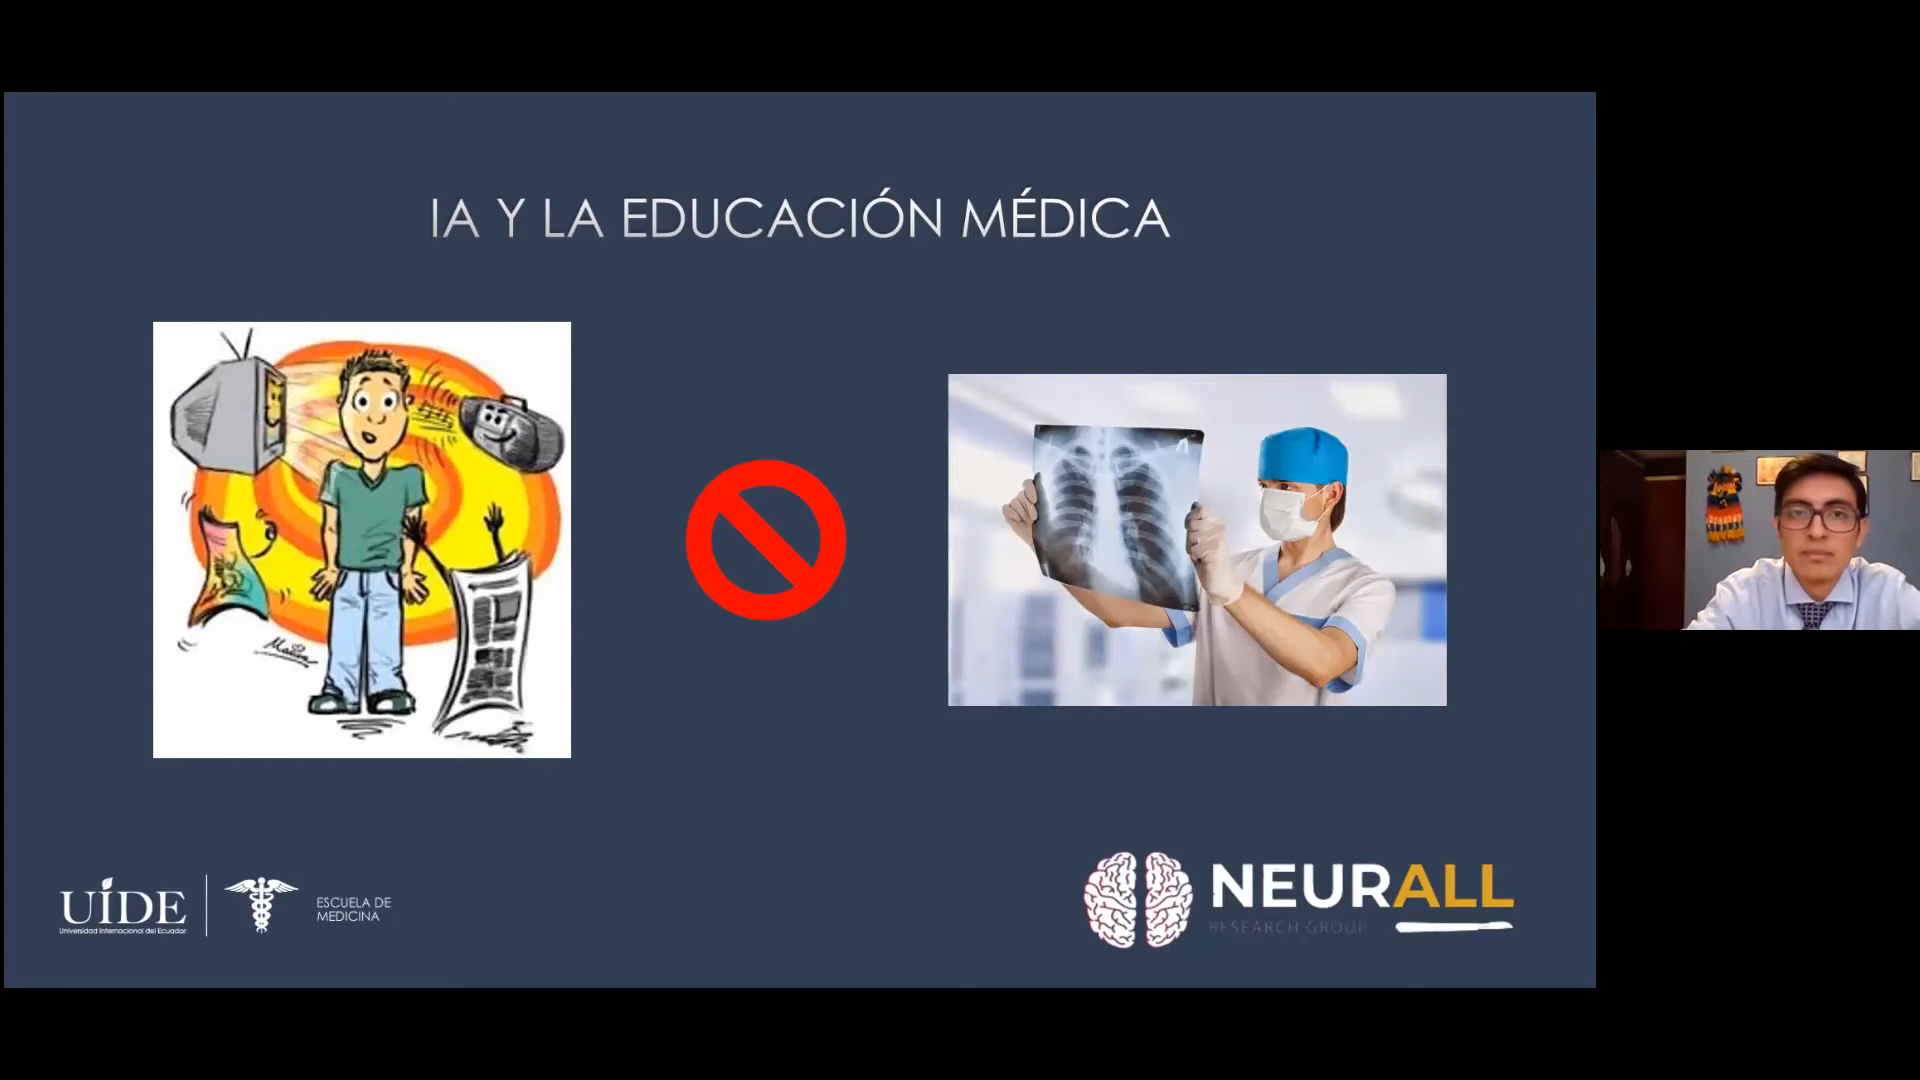 IA Y LA EDUCACIÓN MÉDICA
UIDE
Universidad Internacional del Ecuador
ESCUELA DE
MEDICINA
NEURALL
RESEARCH GROUP